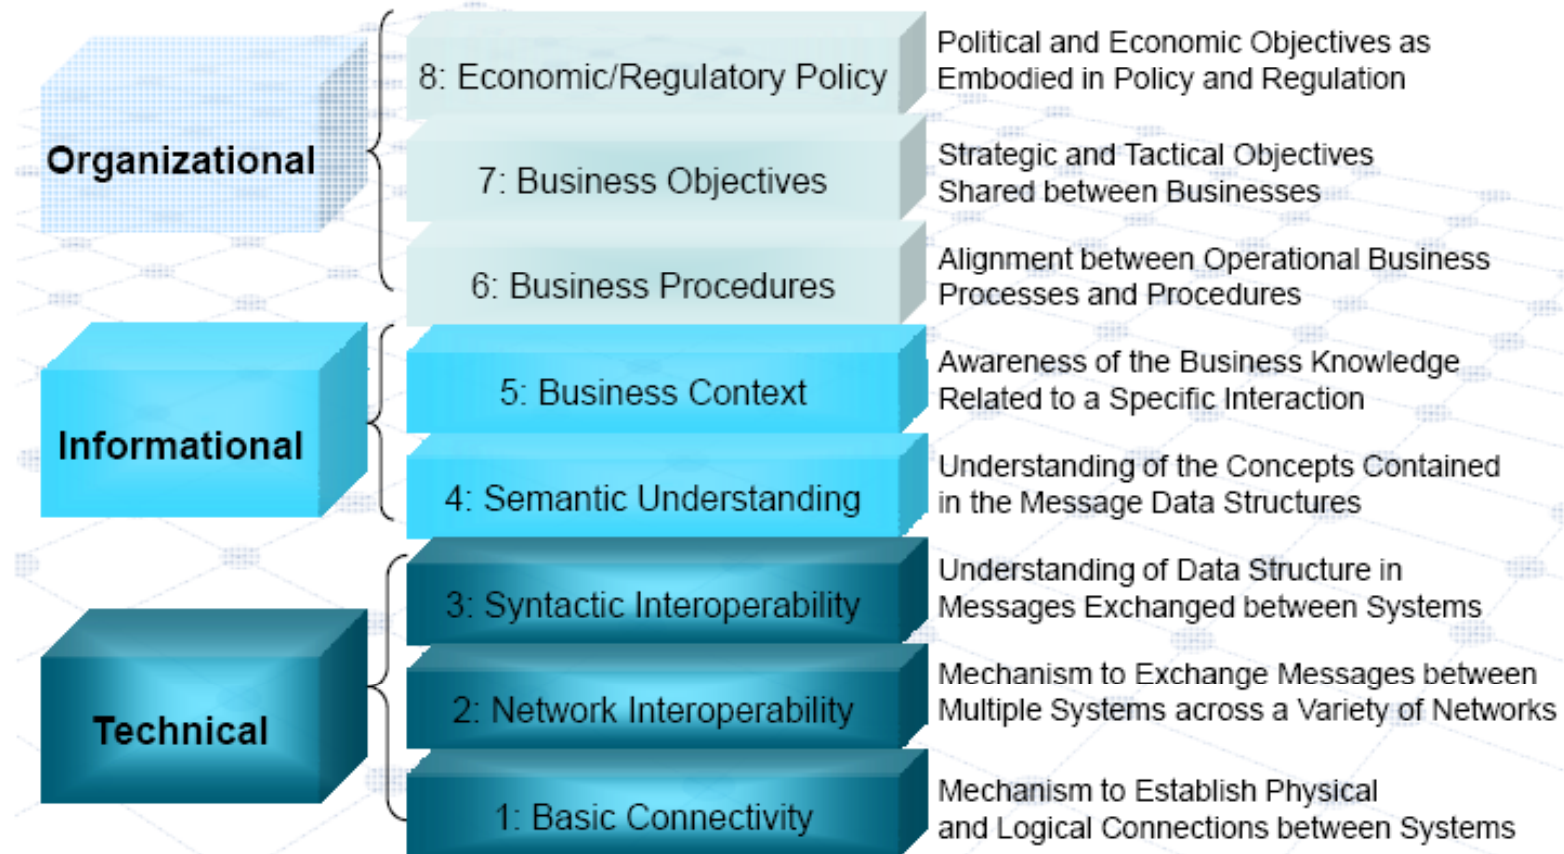 Organizational
8: Economic/Regulatory Policy
Political and Economic Objectives as
Embodied in Policy and Regulation
7: Business Objectives
Strategic and Tactical Objectives
Shared between Businesses
6: Business Procedures
Alignment between Operational Business
Processes and Procedures
Informational
5: Business Context
Awareness of the Business Knowledge
Related to a Specific Interaction
4: Semantic Understanding
Understanding of the Concepts Contained
in the Message Data Structures
Technical
3: Syntactic Interoperability
Understanding of Data Structure in
Messages Exchanged between Systems
2: Network Interoperability
Mechanism to Exchange Messages between
Multiple Systems across a Variety of Networks
1: Basic Connectivity
Mechanism to Establish Physical
and Logical Connections between Systems